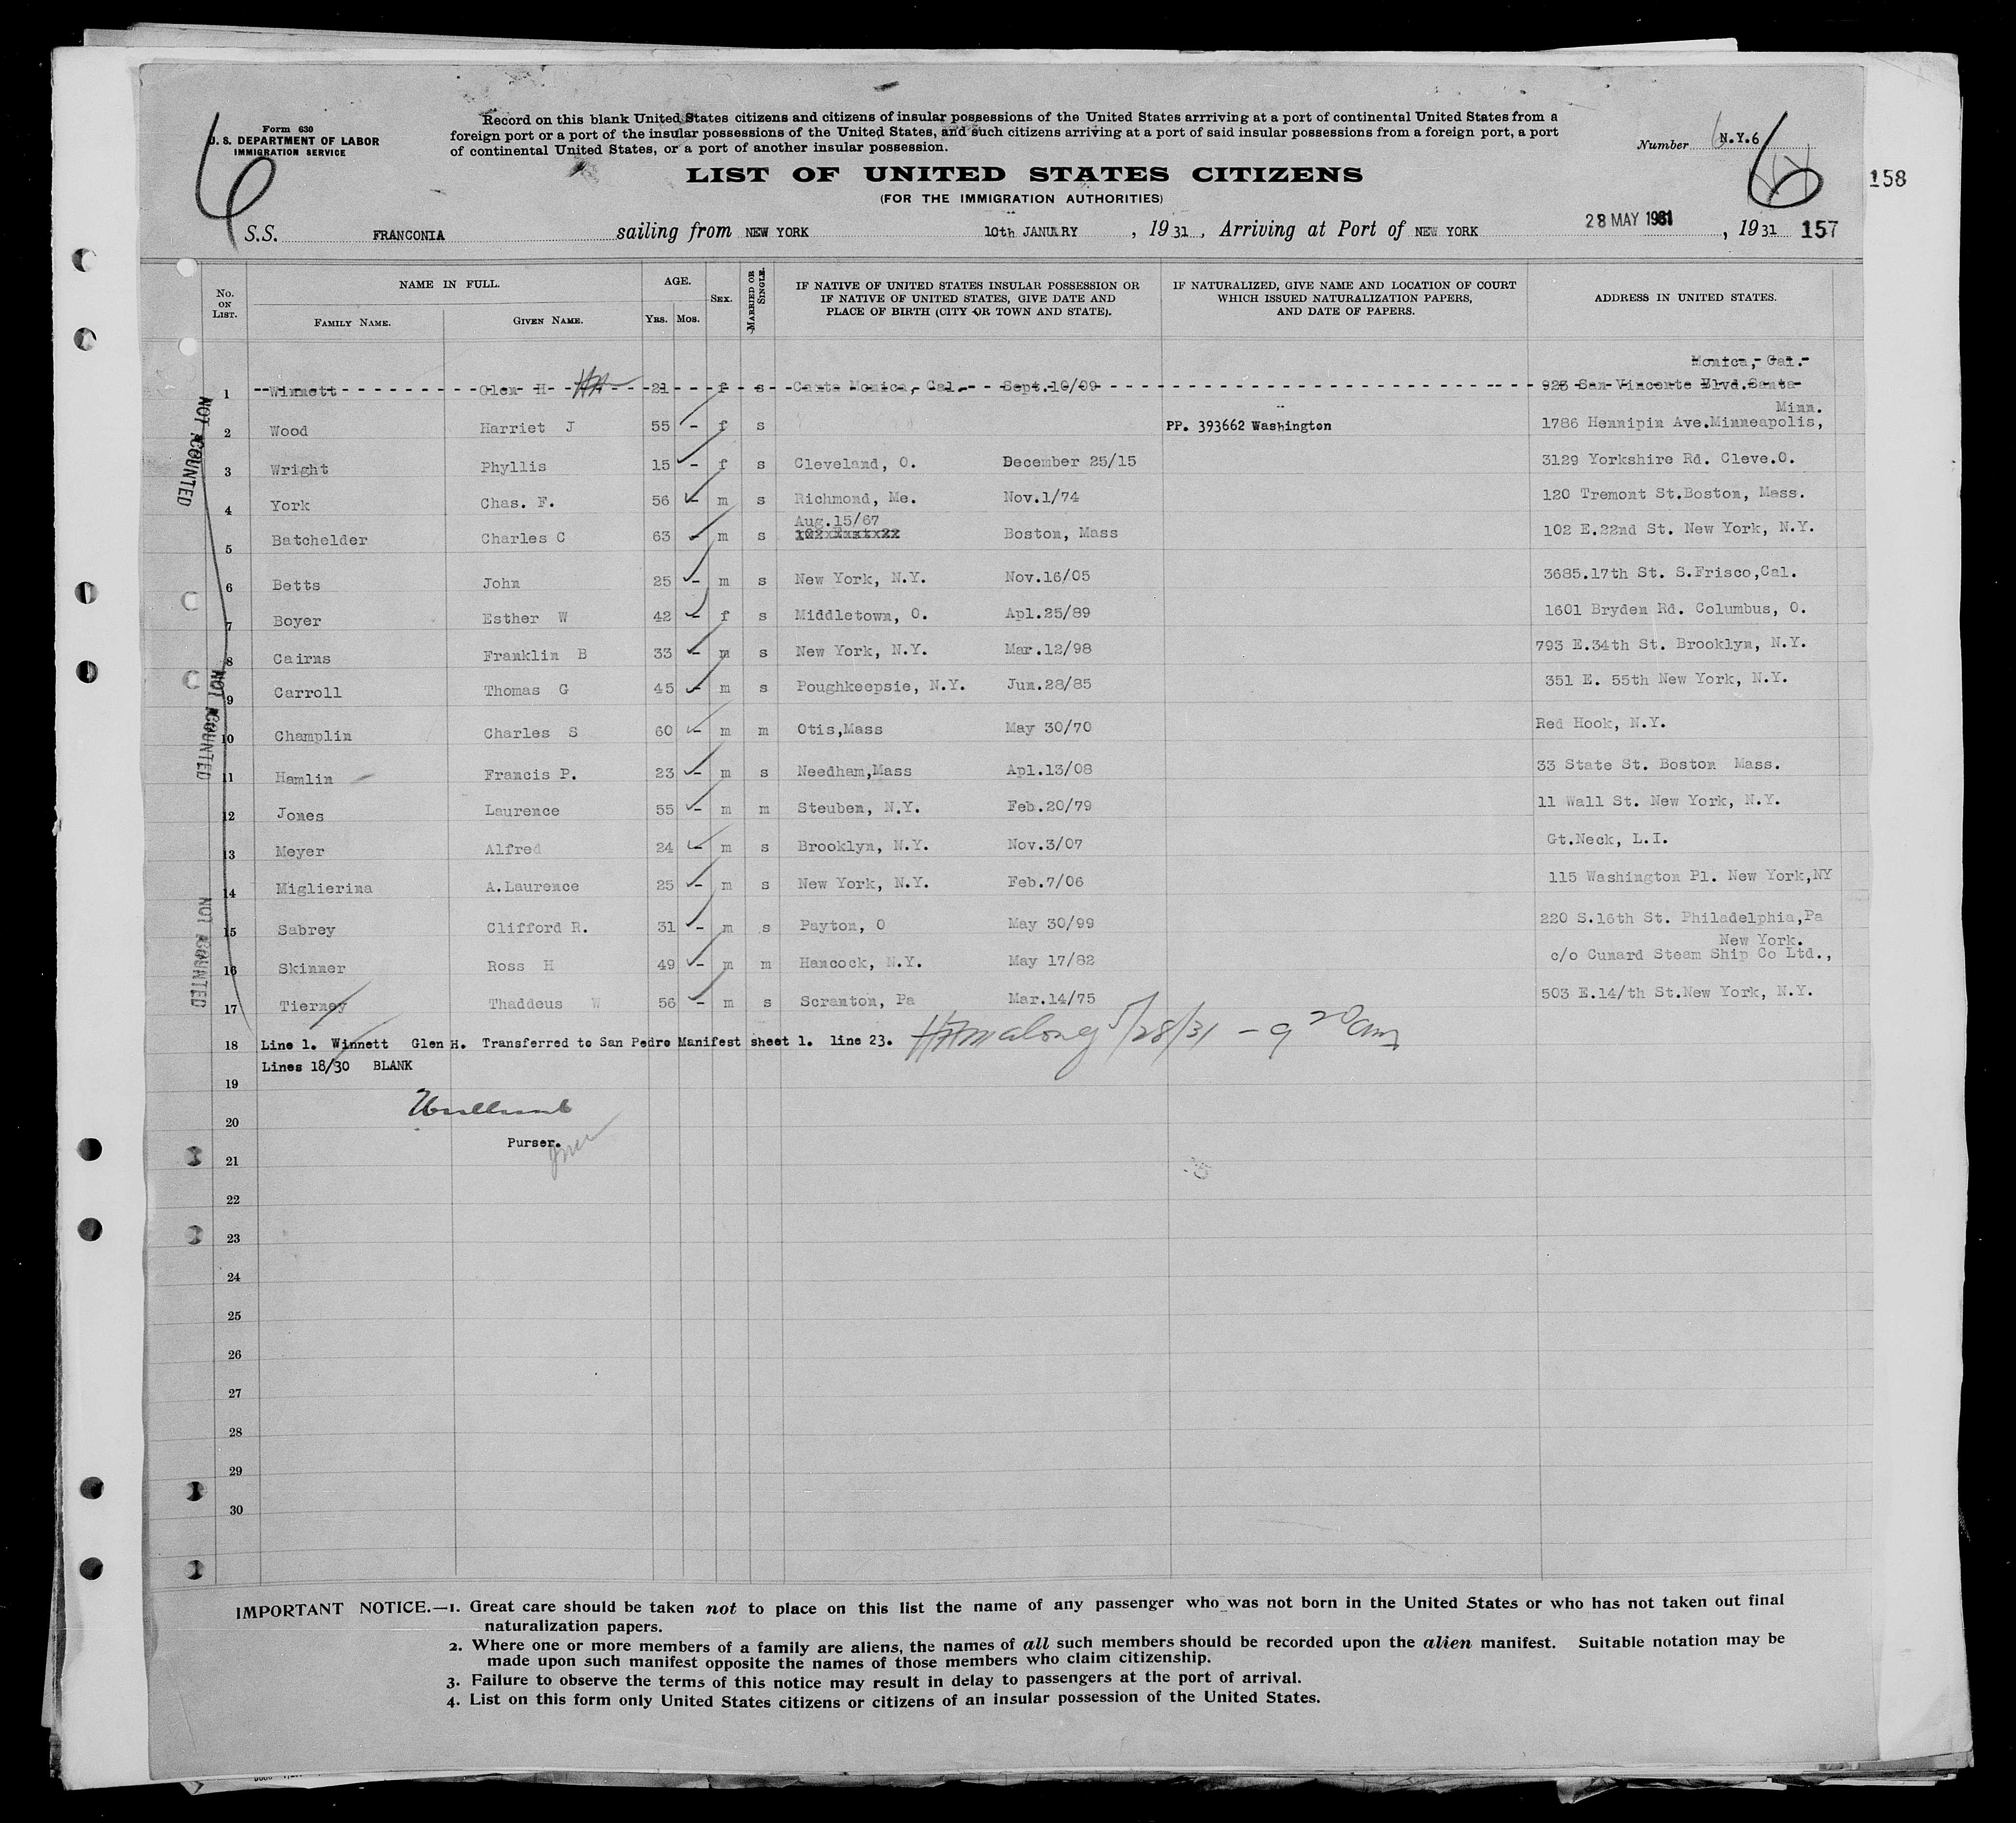 Form 630
U. S. DEPARTMENT OF LABOR
IMMIGRATION SERVICE
Record on this blank United States citizens and citizens of insular possessions of the United States arrriving at a port of continental United States from a
foreign port or a port of the insular possessions of the United States, and such citizens arriving at a port of said insular possessions from a foreign port, a port
of continental United States, or a port of another insular possession.
Number N.Y.6
6
6
LIST OF UNITED STATES CITIZENS
(FOR THE IMMIGRATION AUTHORITIES)
158
S.S. FRANCONIA sailing from NEW YORK 10th JANUARY , 1931 , Arriving at Port of NEW YORK 28 MAY 1931 , 1931 157
No. ON LIST. NAME IN FULL. FAMILY NAME. GIVEN NAME. AGE. YRS. MOS. SEX. MARRIED OR SINGLE. IF NATIVE OF UNITED STATES INSULAR POSSESSION OR IF NATIVE OF UNITED STATES, GIVE DATE AND PLACE OF BIRTH (CITY OR TOWN AND STATE). IF NATURALIZED, GIVE NAME AND LOCATION OF COURT WHICH ISSUED NATURALIZATION PAPERS, AND DATE OF PAPERS. ADDRESS IN UNITED STATES.
Monica, Cal.
1 Winnett Glen H 21 f s Canta Monica, Cal. Sept.10/09 923 San Vincente Blvd.Santa
Minn.
2 Wood Harriet J 55 - f s PP. 393662 Washington 1786 Hennipin Ave.Minneapolis,
3 Wright Phyllis 15 - f s Cleveland, O. December 25/15 3129 Yorkshire Rd. Cleve.O.
4 York Chas. F. 56 - m s Richmond, Me. Nov.1/74 120 Tremont St.Boston, Mass.
Aug.15/67
5 Batchelder Charles C 63 - m s Boston, Mass 102 E.22nd St. New York, N.Y.
6 Betts John 25 - m s New York, N.Y. Nov.16/05 3685.17th St. S.Frisco,Cal.
7 Boyer Esther W 42 - f s Middletown, O. Apl.25/89 1601 Bryden Rd. Columbus, O.
8 Cairns Franklin B 33 - m s New York, N.Y. Mar.12/98 793 E.34th St. Brooklyn, N.Y.
9 Carroll Thomas G 45 - m s Poughkeepsie, N.Y. Jun.28/85 351 E. 55th New York, N.Y.
10 Champlin Charles S 60 - m m Otis,Mass May 30/70 Red Hook, N.Y.
11 Hamlin Francis P. 23 - m s Needham,Mass Apl.13/08 33 State St. Boston Mass.
12 Jones Laurence 55 - m m Steuben, N.Y. Feb.20/79 11 Wall St. New York, N.Y.
13 Meyer Alfred 24 - m s Brooklyn, N.Y. Nov.3/07 Gt.Neck, L.I.
14 Miglierina A.Laurence 25 - m s New York, N.Y. Feb.7/06 115 Washington Pl. New York,NY
15 Sabrey Clifford R. 31 - m s Payton, O May 30/99 220 S.16th St. Philadelphia,Pa
New York.
16 Skinner Ross H 49 - m m Hancock, N.Y. May 17/82 c/o Cunard Steam Ship Co Ltd.,
17 Tierney Thaddeus W 56 - m s Scranton, Pa Mar.14/75 503 E.14/th St.New York, N.Y.
18 Line 1. Winnett Glen H. Transferred to San Pedro Manifest sheet 1. line 23. 5/28/31 - 9 20 am
Lines 18/30 BLANK
19
20
Purser.
21
22
23
24
25
26
27
28
29
30
NOT COUNTED
NOT COUNTED
NOT COUNTED
IMPORTANT NOTICE.—1. Great care should be taken not to place on this list the name of any passenger who was not born in the United States or who has not taken out final
naturalization papers.
2. Where one or more members of a family are aliens, the names of all such members should be recorded upon the alien manifest. Suitable notation may be
made upon such manifest opposite the names of those members who claim citizenship.
3. Failure to observe the terms of this notice may result in delay to passengers at the port of arrival.
4. List on this form only United States citizens or citizens of an insular possession of the United States.